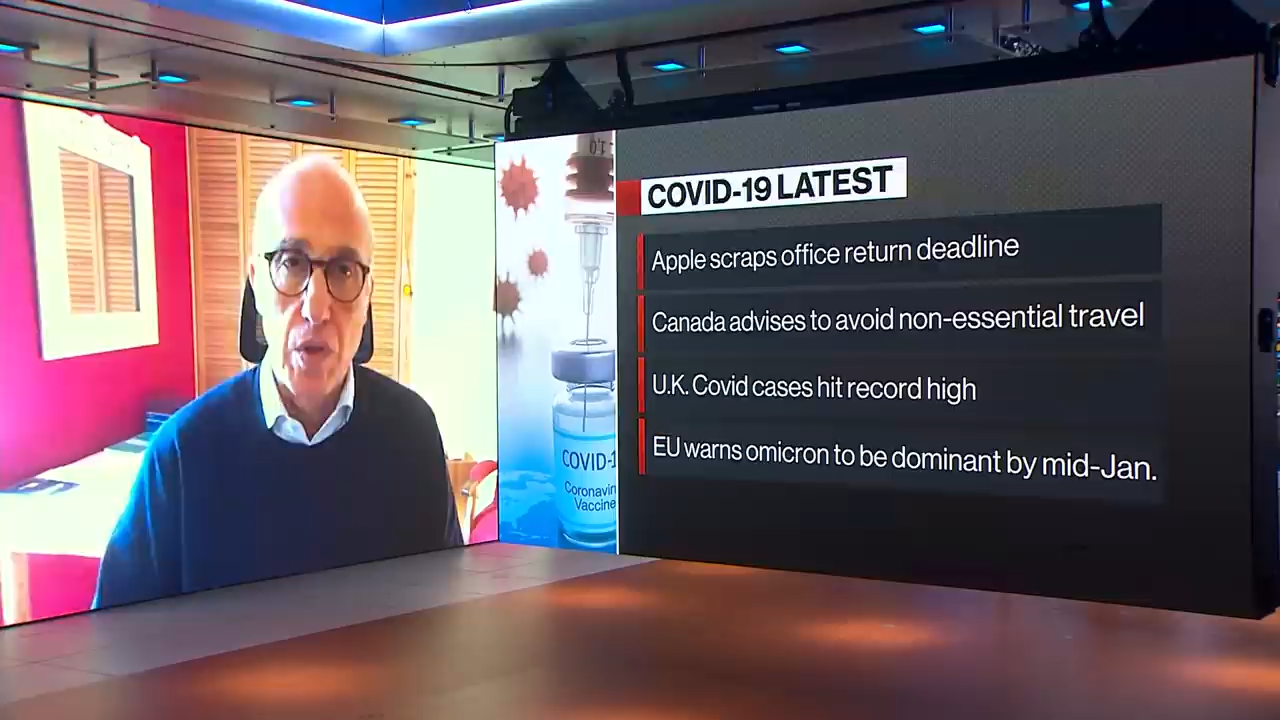 COVID-19 LATEST
Apple scraps office return deadline
Canada advises to avoid non-essential travel
U.K. Covid cases hit record high
EU warns omicron to be dominant by mid-Jan.
COVID-1
Coronavir
Vaccine